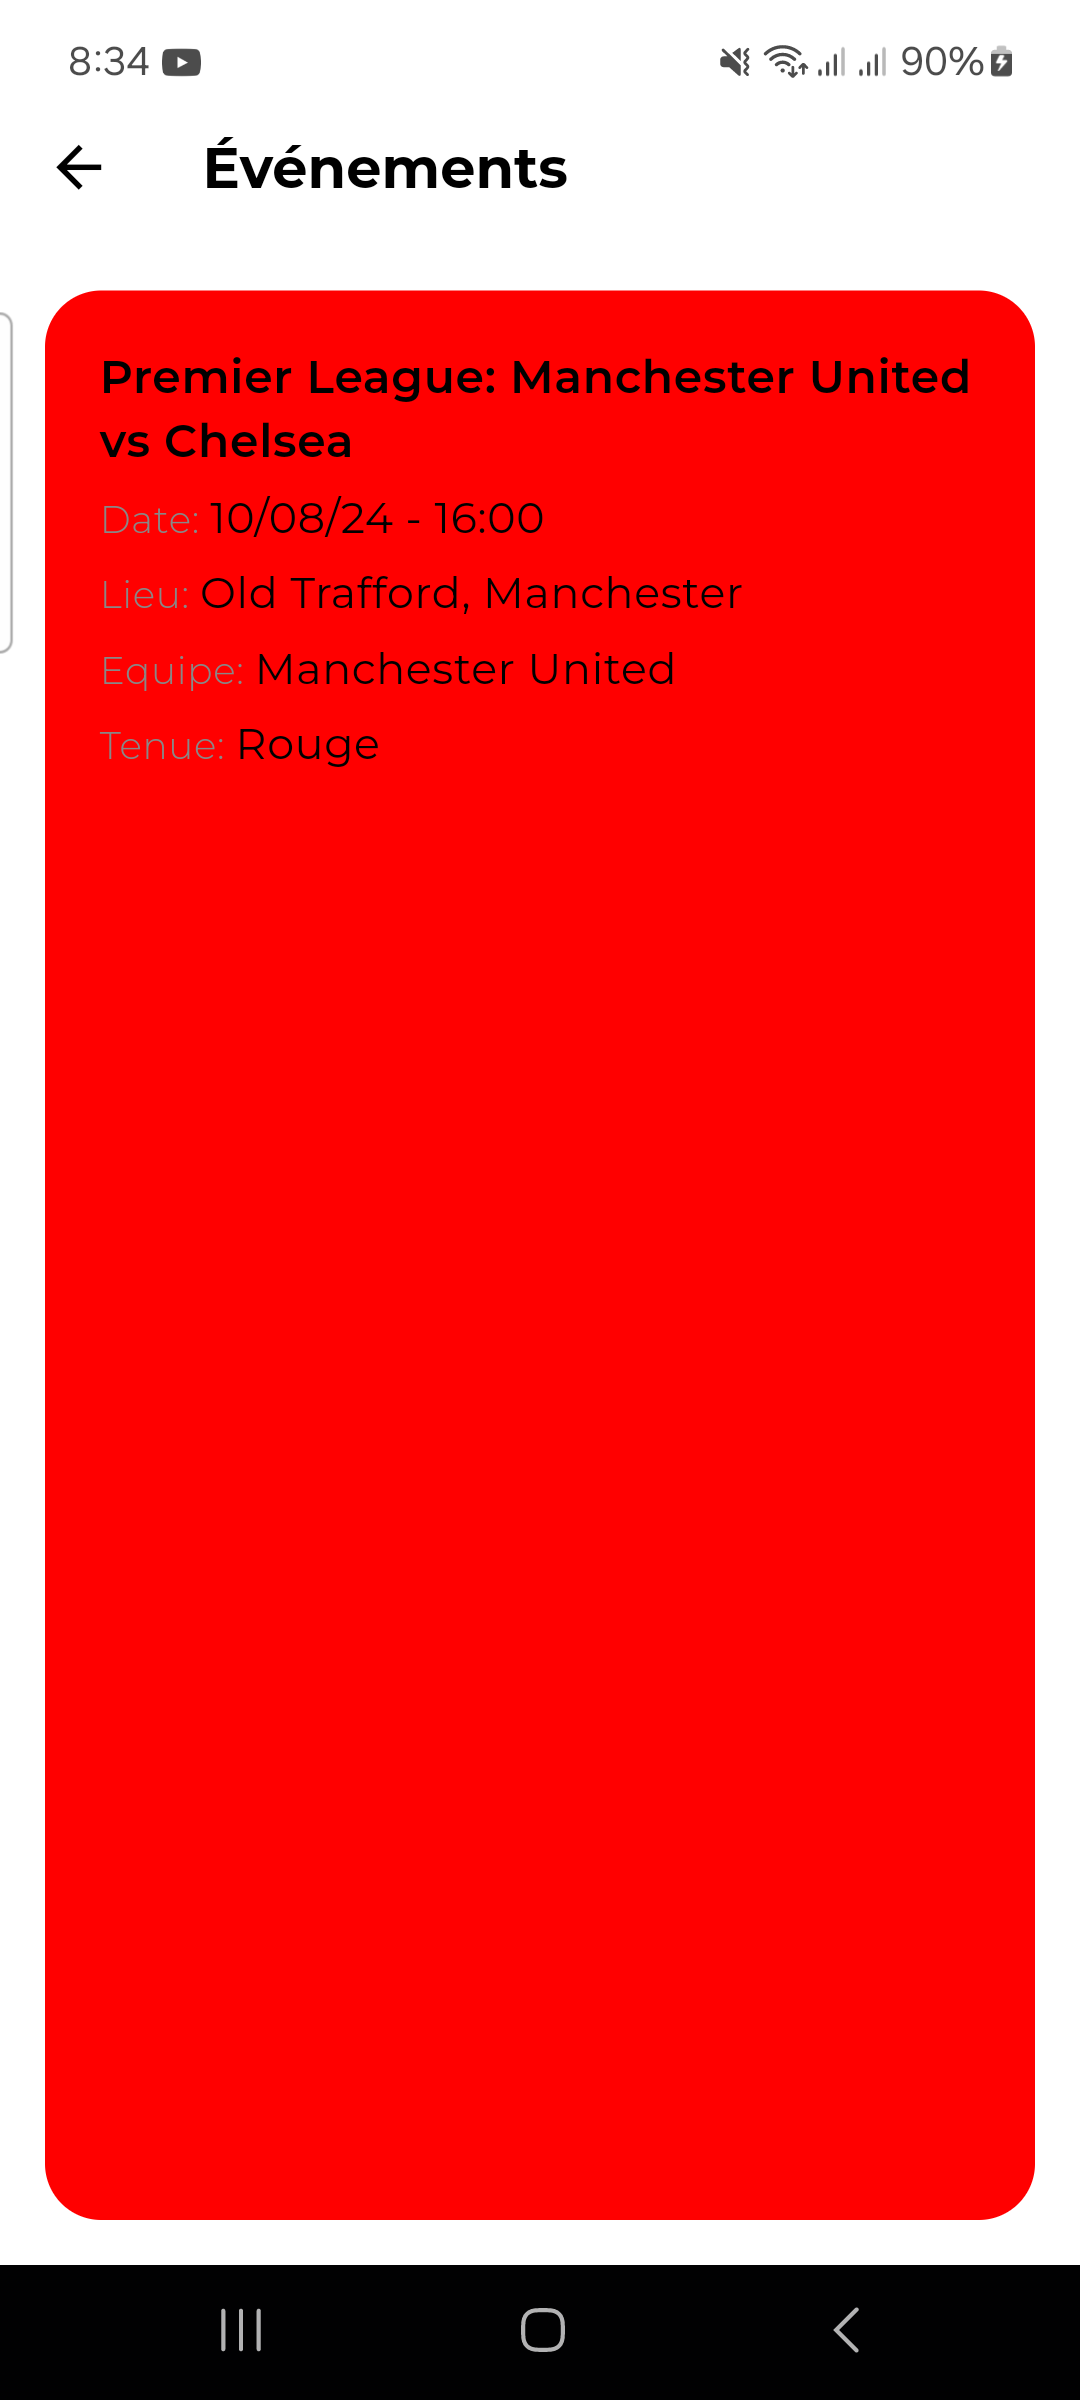 8:34
90%
Événements
Premier League: Manchester United
vs Chelsea
Date: 10/08/24 - 16:00
Lieu: Old Trafford, Manchester
Equipe: Manchester United
Tenue: Rouge